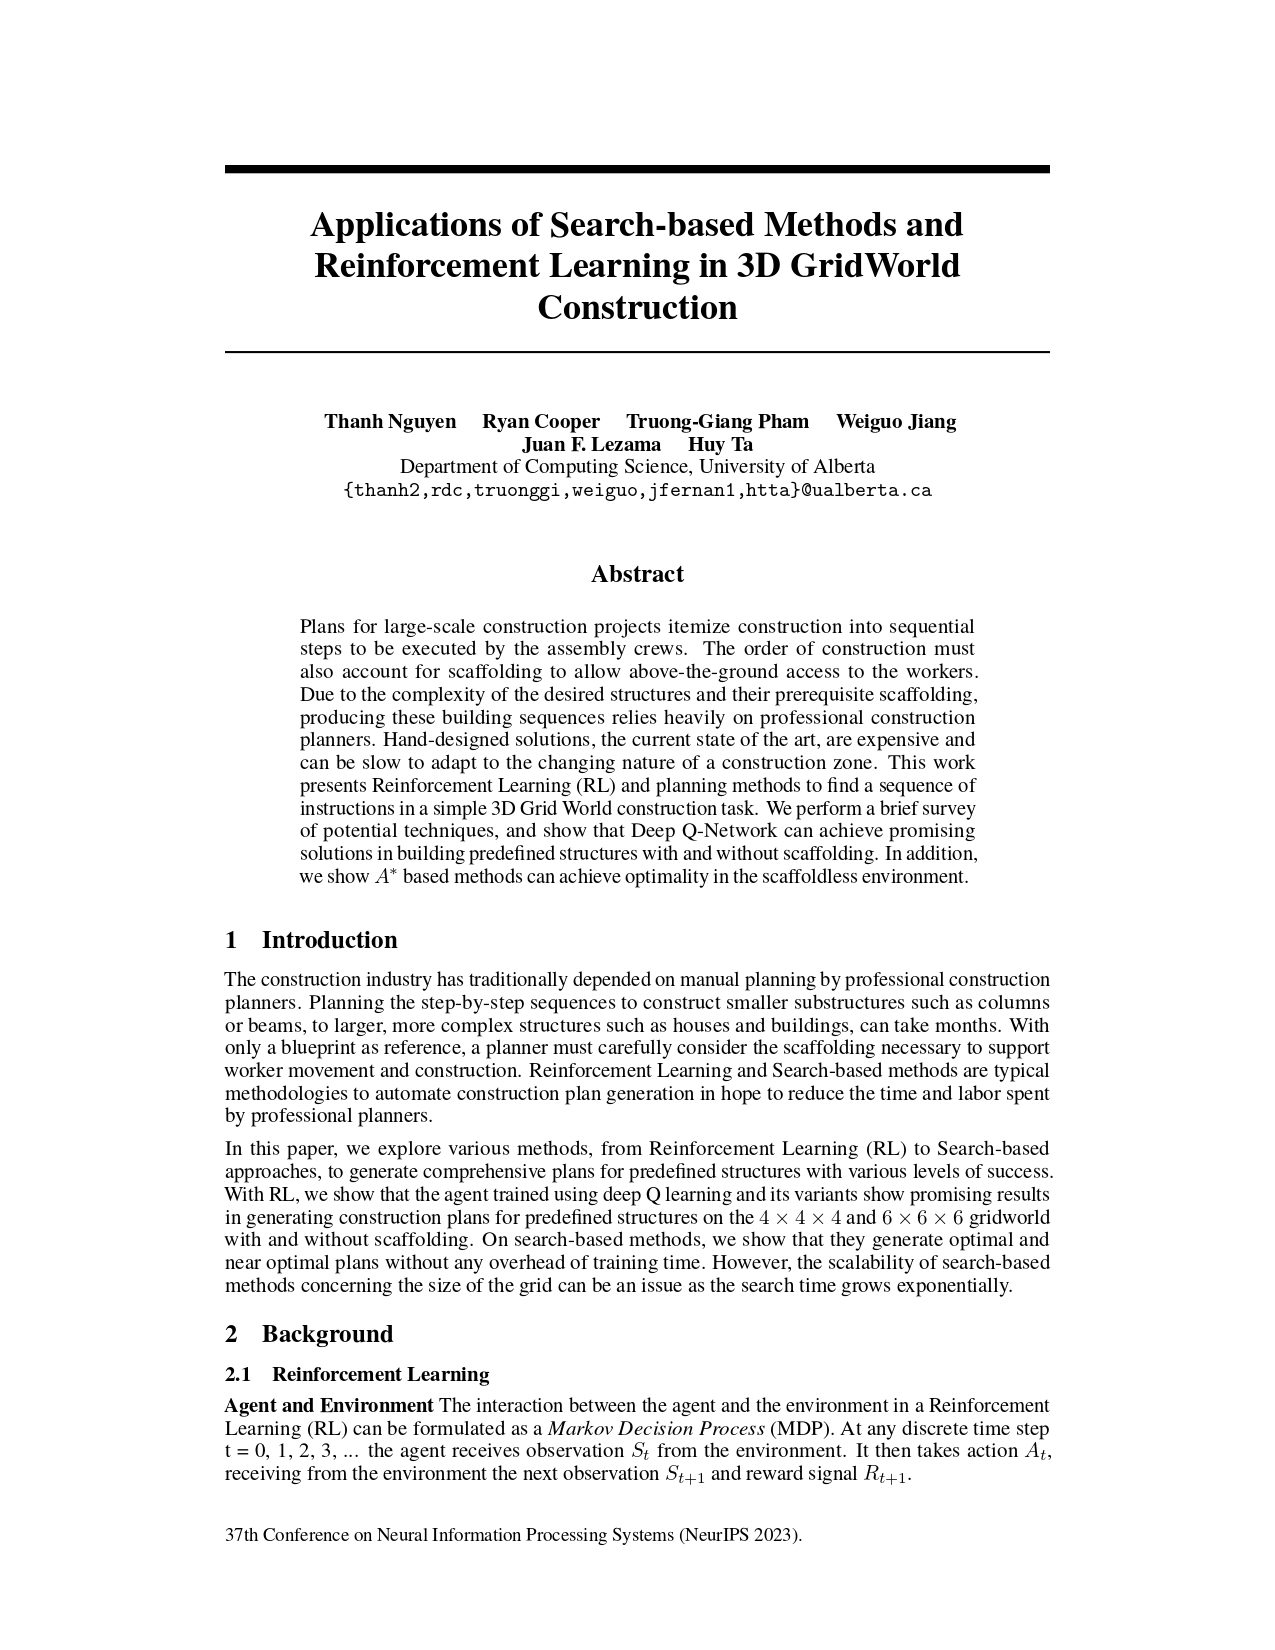 Applications of Search-based Methods and
Reinforcement Learning in 3D GridWorld
Construction
Thanh Nguyen Ryan Cooper Truong-Giang Pham Weiguo Jiang
Juan F. Lezama Huy Ta
Department of Computing Science, University of Alberta
{thanh2,rdc,truonggi,weiguo,jfernan1,htta}@ualberta.ca
Abstract
Plans for large-scale construction projects itemize construction into sequential
steps to be executed by the assembly crews. The order of construction must
also account for scaffolding to allow above-the-ground access to the workers.
Due to the complexity of the desired structures and their prerequisite scaffolding,
producing these building sequences relies heavily on professional construction
planners. Hand-designed solutions, the current state of the art, are expensive and
can be slow to adapt to the changing nature of a construction zone. This work
presents Reinforcement Learning (RL) and planning methods to find a sequence of
instructions in a simple 3D Grid World construction task. We perform a brief survey
of potential techniques, and show that Deep Q-Network can achieve promising
solutions in building predefined structures with and without scaffolding. In addition,
we show A* based methods can achieve optimality in the scaffoldless environment.
1 Introduction
The construction industry has traditionally depended on manual planning by professional construction
planners. Planning the step-by-step sequences to construct smaller substructures such as columns
or beams, to larger, more complex structures such as houses and buildings, can take months. With
only a blueprint as reference, a planner must carefully consider the scaffolding necessary to support
worker movement and construction. Reinforcement Learning and Search-based methods are typical
methodologies to automate construction plan generation in hope to reduce the time and labor spent
by professional planners.
In this paper, we explore various methods, from Reinforcement Learning (RL) to Search-based
approaches, to generate comprehensive plans for predefined structures with various levels of success.
With RL, we show that the agent trained using deep Q learning and its variants show promising results
in generating construction plans for predefined structures on the 4 × 4 × 4 and 6 × 6 × 6 gridworld
with and without scaffolding. On search-based methods, we show that they generate optimal and
near optimal plans without any overhead of training time. However, the scalability of search-based
methods concerning the size of the grid can be an issue as the search time grows exponentially.
2 Background
2.1 Reinforcement Learning
Agent and Environment The interaction between the agent and the environment in a Reinforcement
Learning (RL) can be formulated as a Markov Decision Process (MDP). At any discrete time step
t = 0, 1, 2, 3, ... the agent receives observation S_t from the environment. It then takes action A_t,
receiving from the environment the next observation S_{t+1} and reward signal R_{t+1}.
37th Conference on Neural Information Processing Systems (NeurIPS 2023).